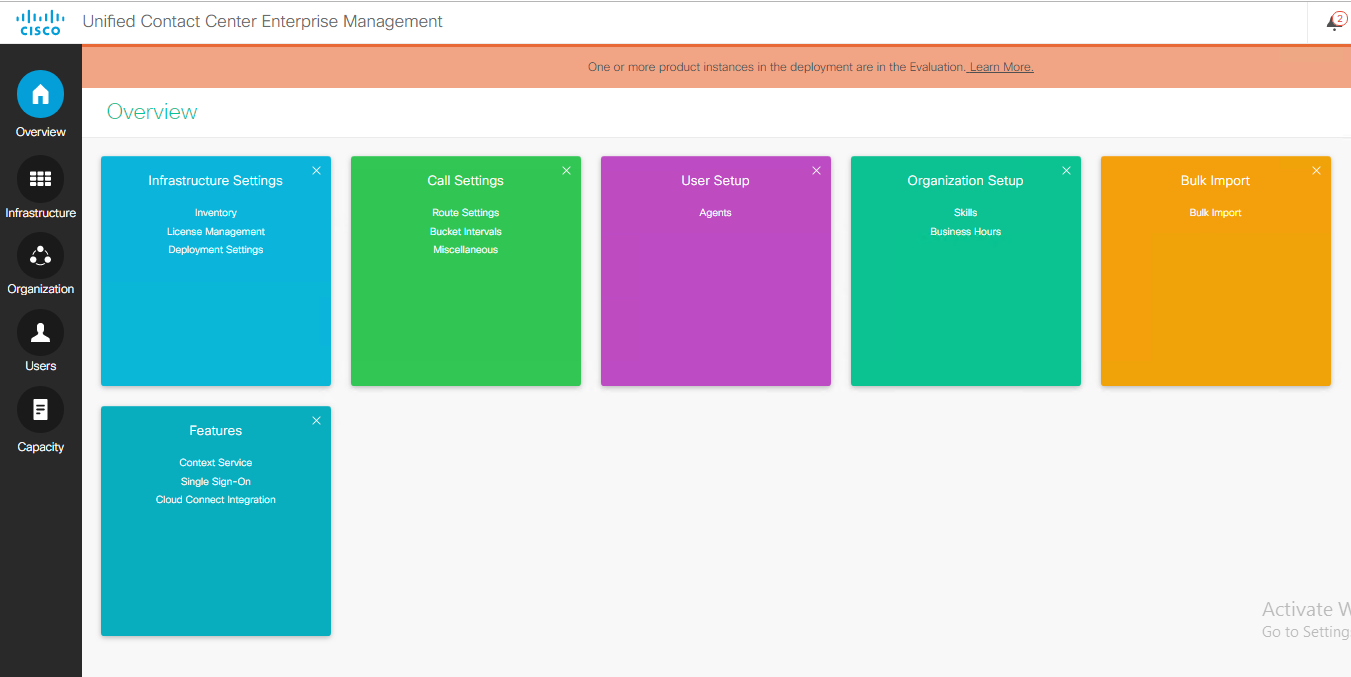 CISCO
Unified Contact Center Enterprise Management
2
One or more product instances in the deployment are in the Evaluation. Learn More.
Overview
Infrastructure
Organization
Users
Capacity
Overview
Infrastructure Settings
Inventory
License Management
Deployment Settings
Call Settings
Route Settings
Bucket Intervals
Miscellaneous
User Setup
Agents
Organization Setup
Skills
Business Hours
Bulk Import
Bulk Import
Features
Context Service
Single Sign-On
Cloud Connect Integration
Activate W
Go to Setting